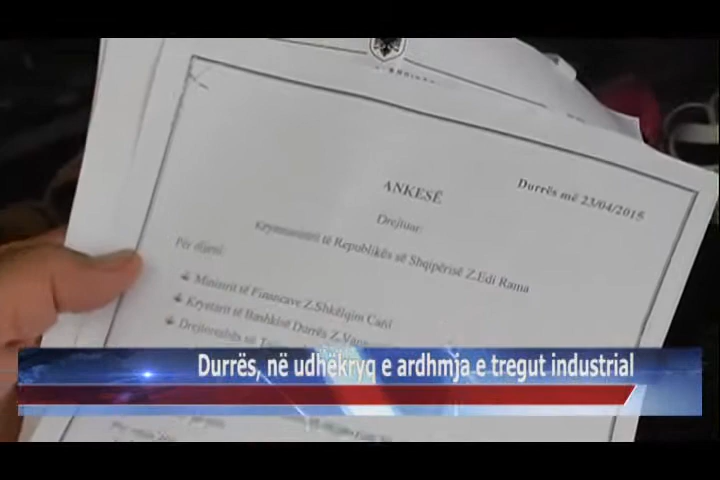 Durrës më 23/04/2015
ANKESË
Drejtuar:
Kryeministrit të Republikës së Shqipërisë Z.Edi Rama
Për dijeni:
Ministrit të Financave Z.Shkëlqim Cani
Kryetarit të Bashkisë Durrës Z.
Durrës, në udhëkryq e ardhmja e tregut industrial